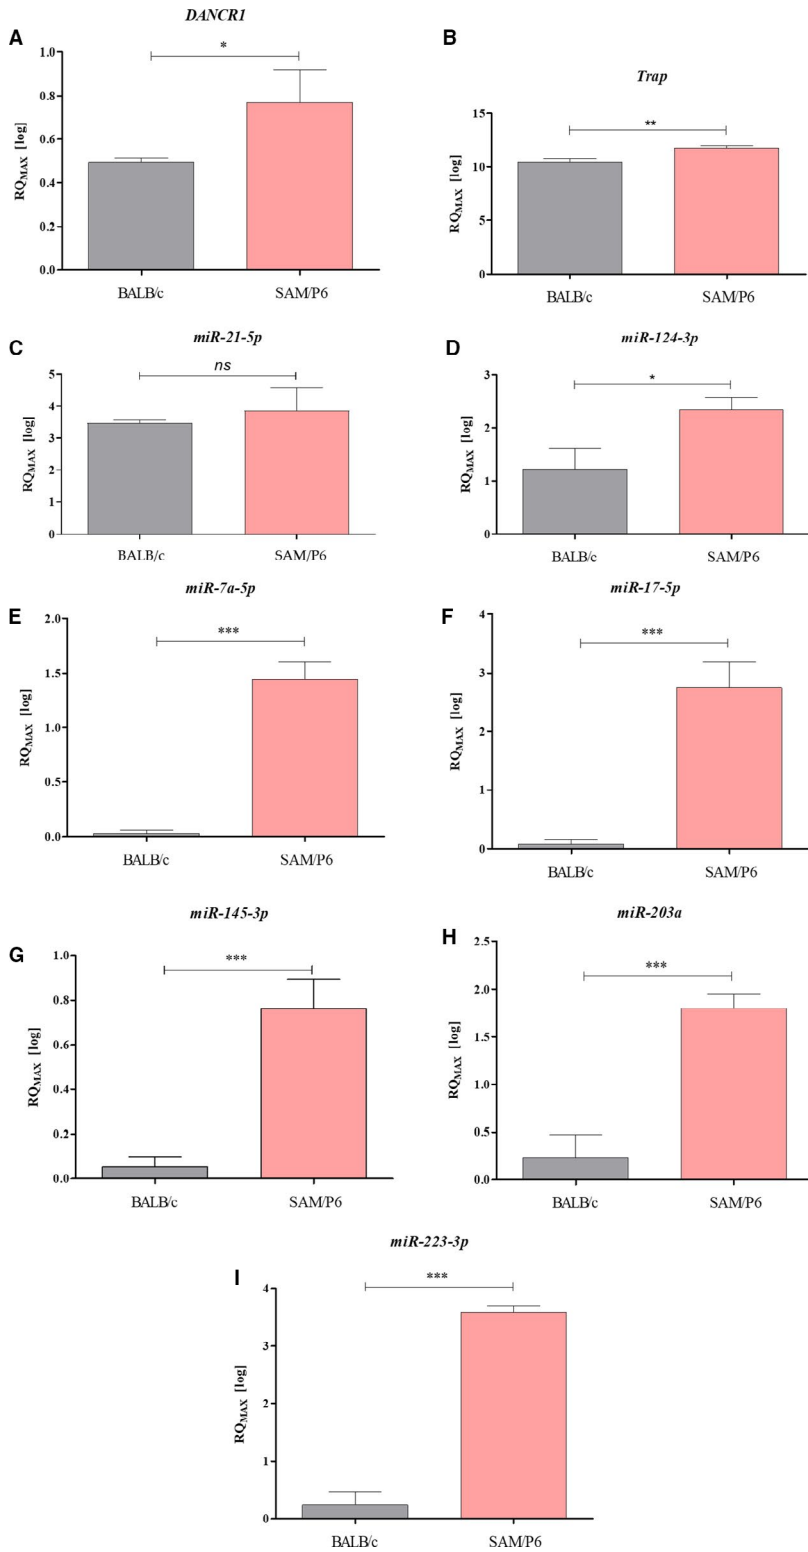 DANCR1
A
*
1.0
0.8
0.6
0.4
0.2
0.0
RQMAX [log]
BALB/c SAM/P6
B
Trap
**
15
10
5
0
RQMAX [log]
BALB/c SAM/P6
C
miR-21-5p
ns
5
4
3
2
1
0
RQMAX [log]
BALB/c SAM/P6
D
miR-124-3p
*
3
2
1
0
RQMAX [log]
BALB/c SAM/P6
E
miR-7a-5p
***
2.0
1.5
1.0
0.5
0.0
RQMAX [log]
BALB/c SAM/P6
F
miR-17-5p
***
4
3
2
1
0
RQMAX [log]
BALB/c SAM/P6
G
miR-145-3p
***
1.0
0.8
0.6
0.4
0.2
0.0
RQMAX [log]
BALB/c SAM/P6
H
miR-203a
***
2.5
2.0
1.5
1.0
0.5
0.0
RQMAX [log]
BALB/c SAM/P6
I
miR-223-3p
***
4
3
2
1
0
RQMAX [log]
BALB/c SAM/P6